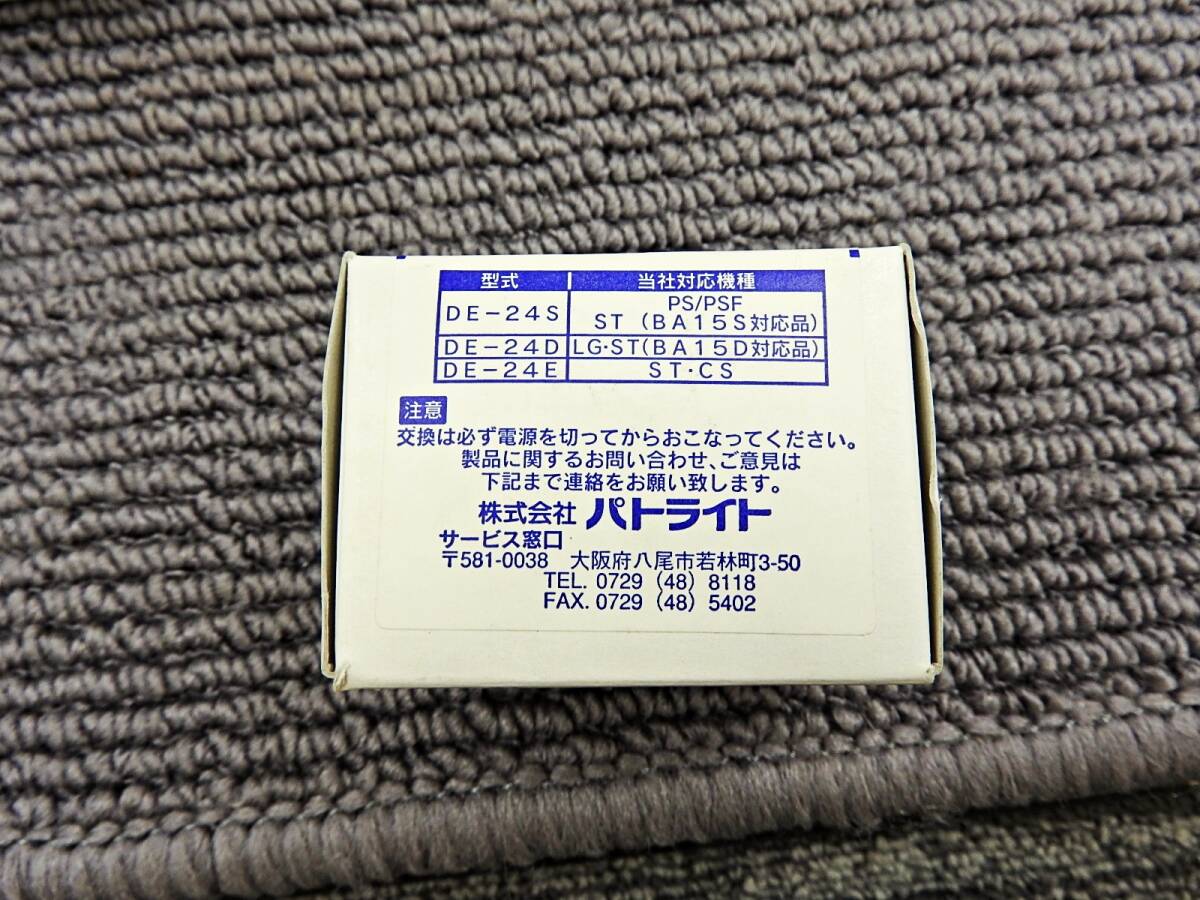 型式 当社対応機種
DE-24S PS/PSF
ST (BA15S対応品)
DE-24D LG・ST(BA15D対応品)
DE-24E ST・CS
注意
交換は必ず電源を切ってからおこなってください。
製品に関するお問い合わせ、ご意見は
下記まで連絡をお願い致します。
株式会社 パトライト
サービス窓口
〒581-0038 大阪府八尾市若林町3-50
TEL. 0729 (48) 8118
FAX. 0729 (48) 5402